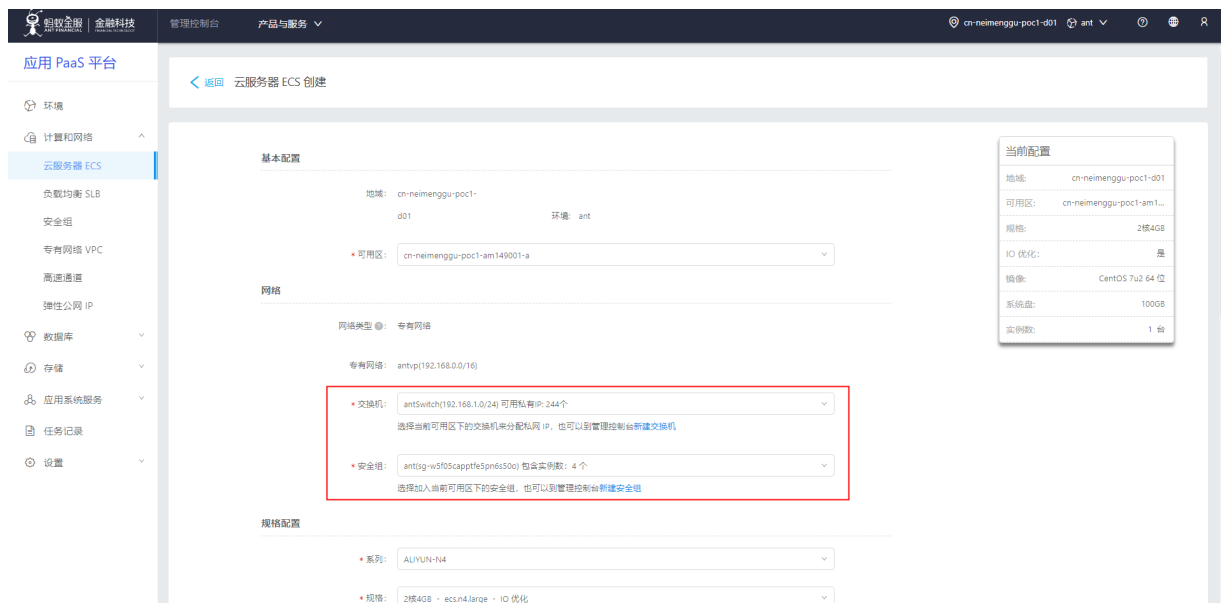 蚂蚁金服 金融科技 管理控制台 产品与服务 cn-neimenggu-poc1-d01 ant
ANT FINANCIAL FINANCIAL TECHNOLOGY
应用 PaaS 平台
返回 云服务器 ECS 创建
环境
计算和网络
云服务器 ECS
负载均衡 SLB
安全组
专有网络 VPC
高速通道
弹性公网 IP
数据库
存储
应用系统服务
任务记录
设置
基本配置
地域: cn-neimenggu-poc1-
d01 环境: ant
* 可用区: cn-neimenggu-poc1-am149001-a
网络
网络类型 : 专有网络
专有网络: antvp(192.168.0.0/16)
* 交换机: antSwitch(192.168.1.0/24) 可用私有IP: 244个
选择当前可用区下的交换机来分配私网 IP，也可以到管理控制台新建交换机
* 安全组: ant(sg-w5f05capptfe5pn6s50o) 包含实例数: 4 个
选择加入当前可用区下的安全组，也可以到管理控制台新建安全组
规格配置
* 系列: ALIYUN-N4
* 规格: 2核4GB - ecs.n4.large - IO 优化
当前配置
地域: cn-neimenggu-poc1-d01
可用区: cn-neimenggu-poc1-am1...
规格: 2核4GB
IO 优化: 是
镜像: CentOS 7u2 64 位
系统盘: 100GB
实例数: 1 台